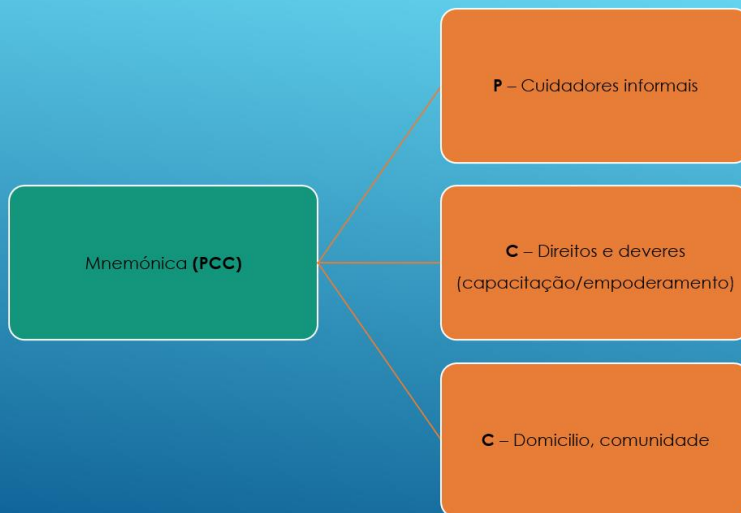 P – Cuidadores informais
Mnemónica (PCC)
C – Direitos e deveres
(capacitação/empoderamento)
C – Domicilio, comunidade